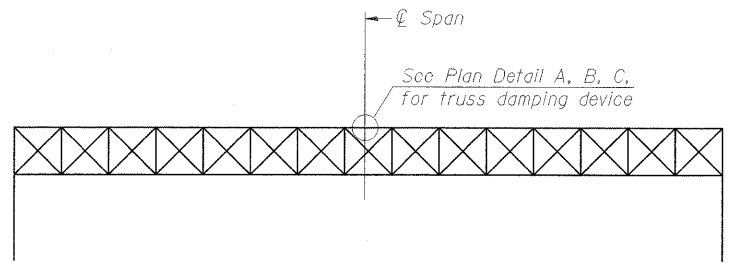 ℄ Span
See Plan Detail A, B, C,
for truss damping device